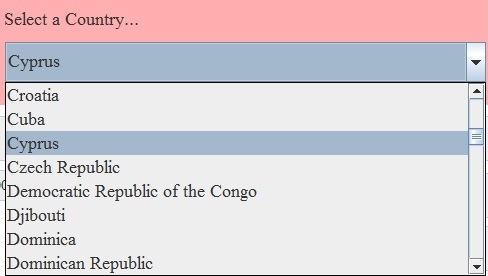 Select a Country...
Cyprus
Croatia
Cuba
Cyprus
Czech Republic
Democratic Republic of the Congo
Djibouti
Dominica
Dominican Republic